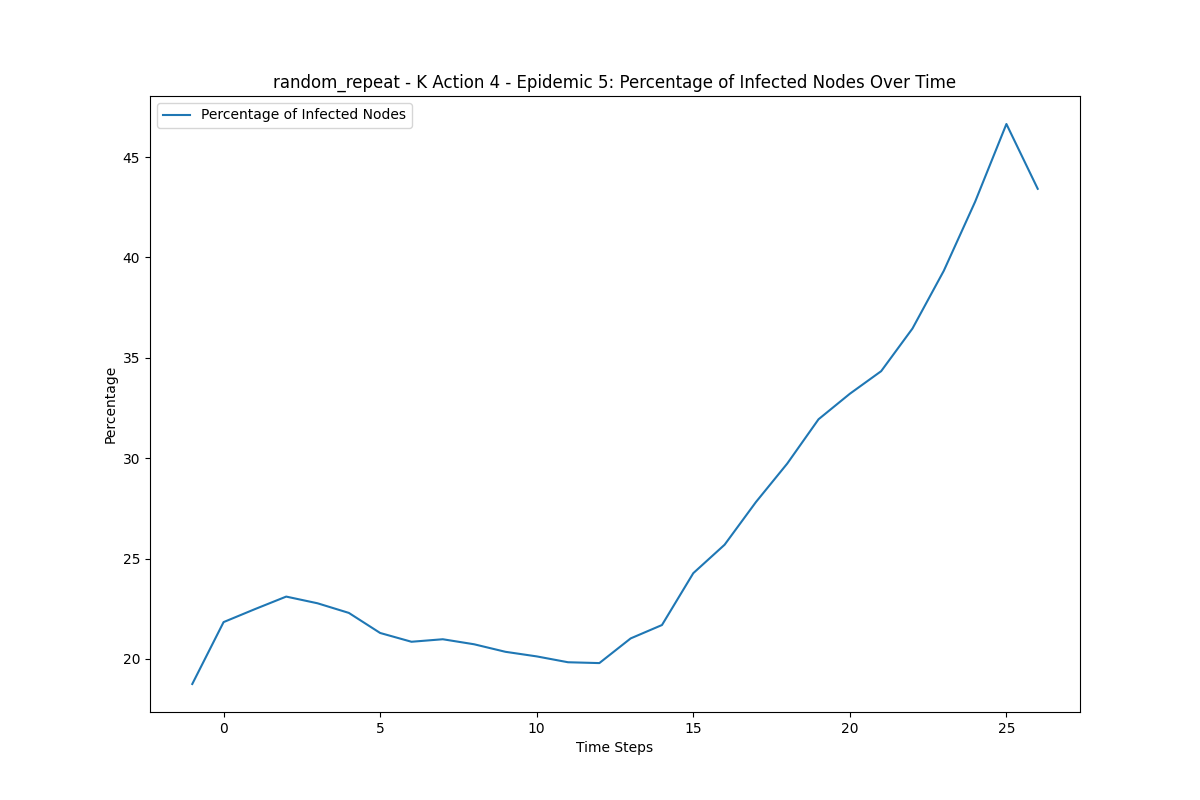 random_repeat - K Action 4 - Epidemic 5: Percentage of Infected Nodes Over Time
Percentage of Infected Nodes
45
40
35
30
25
20
Percentage
0 5 10 15 20 25
Time Steps